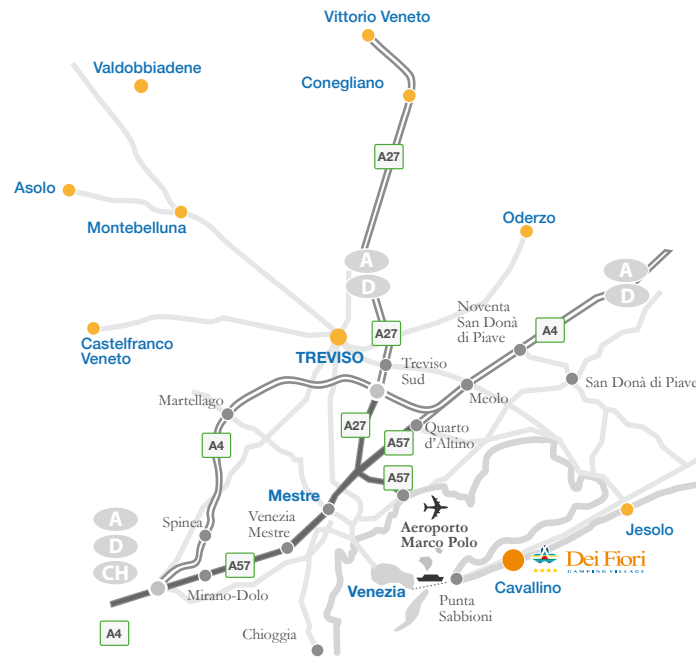 Vittorio Veneto
Valdobbiadene
Conegliano
A27
Asolo
Montebelluna
Oderzo
A
D
A
D
Noventa
San Donà
di Piave
A4
A27
Castelfranco
Veneto
TREVISO
Treviso
Sud
San Donà di Piave
Meolo
Martellago
A27
Quarto
d'Altino
A57
A4
A57
Mestre
A
D
CH
Spinea
Venezia
Mestre
Aeroporto
Marco Polo
Jesolo
A57
Mirano-Dolo
Dei Fiori
CAMPING VILLAGE
Venezia
Cavallino
Punta
Sabbioni
A4
Chioggia